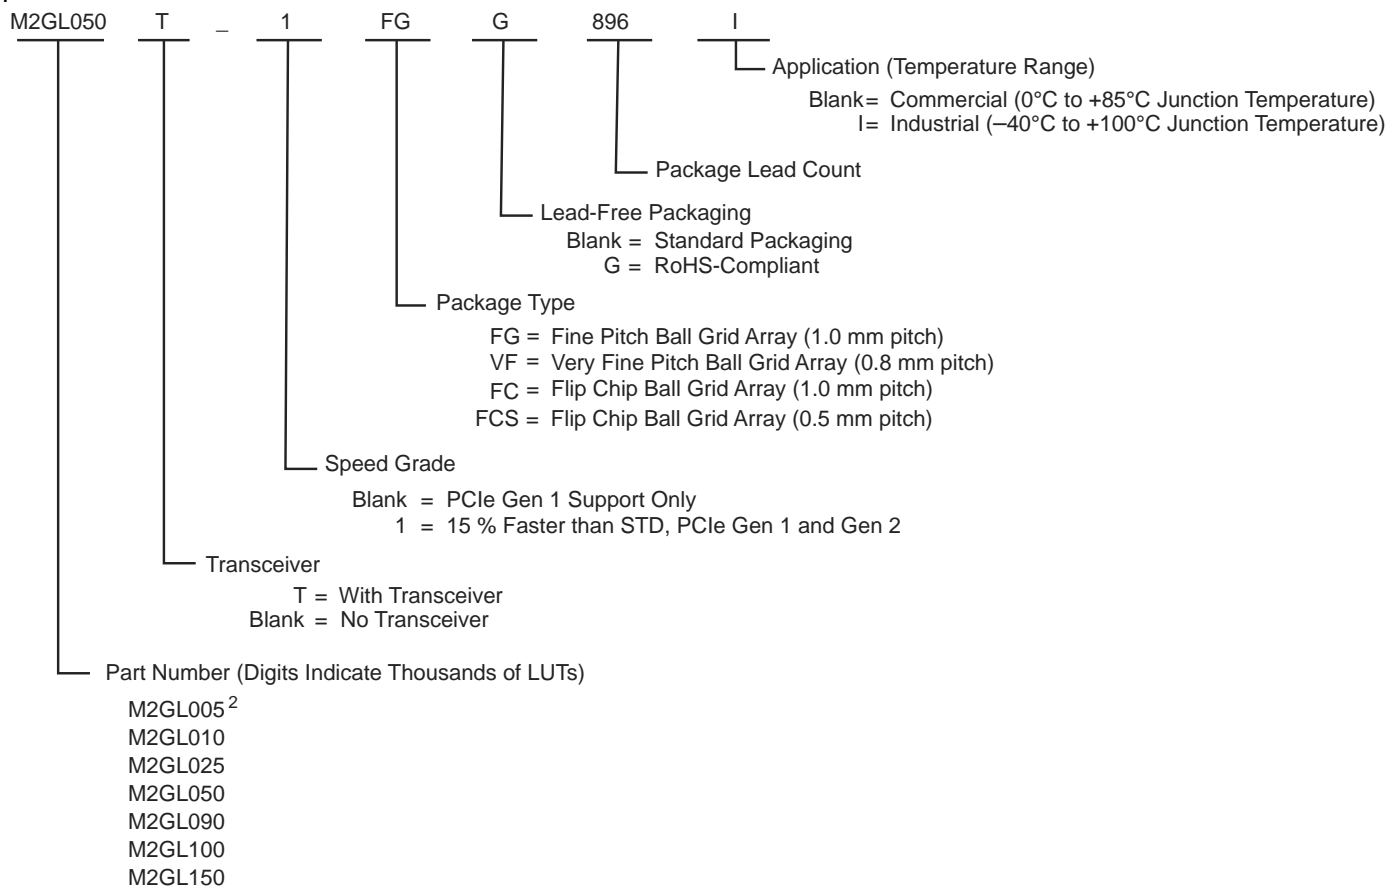 M2GL050 T _ 1 FG G 896 I
Application (Temperature Range)
Blank= Commercial (0°C to +85°C Junction Temperature)
I= Industrial (–40°C to +100°C Junction Temperature)
Package Lead Count
Lead-Free Packaging
Blank = Standard Packaging
G = RoHS-Compliant
Package Type
FG = Fine Pitch Ball Grid Array (1.0 mm pitch)
VF = Very Fine Pitch Ball Grid Array (0.8 mm pitch)
FC = Flip Chip Ball Grid Array (1.0 mm pitch)
FCS = Flip Chip Ball Grid Array (0.5 mm pitch)
Speed Grade
Blank = PCIe Gen 1 Support Only
1 = 15 % Faster than STD, PCIe Gen 1 and Gen 2
Transceiver
T = With Transceiver
Blank = No Transceiver
Part Number (Digits Indicate Thousands of LUTs)
M2GL005 2
M2GL010
M2GL025
M2GL050
M2GL090
M2GL100
M2GL150